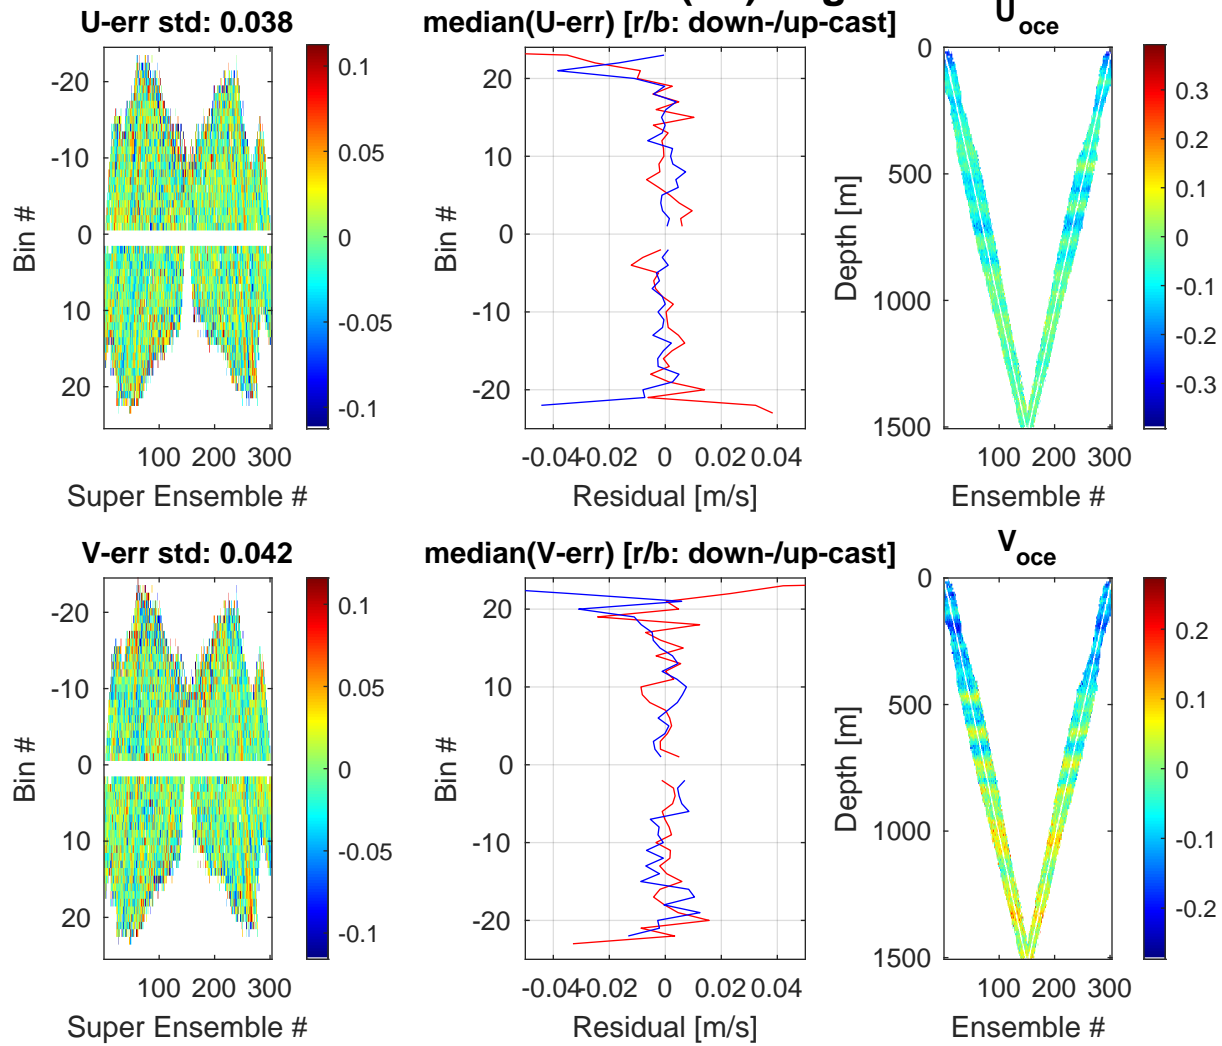 U-err std: 0.038
-20
-10
0
10
20
Bin #
100 200 300
Super Ensemble #
0.1
0.05
0
-0.05
-0.1
median(U-err) [r/b: down-/up-cast]
20
10
0
-10
-20
Bin #
-0.04 -0.02 0 0.02 0.04
Residual [m/s]
U_oce
0
500
1000
1500
Depth [m]
Ensemble #
0.3
0.2
0.1
0
-0.1
-0.2
-0.3
V-err std: 0.042
-20
-10
0
10
20
Bin #
100 200 300
Super Ensemble #
0.1
0.05
0
-0.05
-0.1
median(V-err) [r/b: down-/up-cast]
20
10
0
-10
-20
Bin #
-0.04 -0.02 0 0.02 0.04
Residual [m/s]
V_oce
0
500
1000
1500
Depth [m]
100 200 300
Ensemble #
0.2
0.1
0
-0.1
-0.2